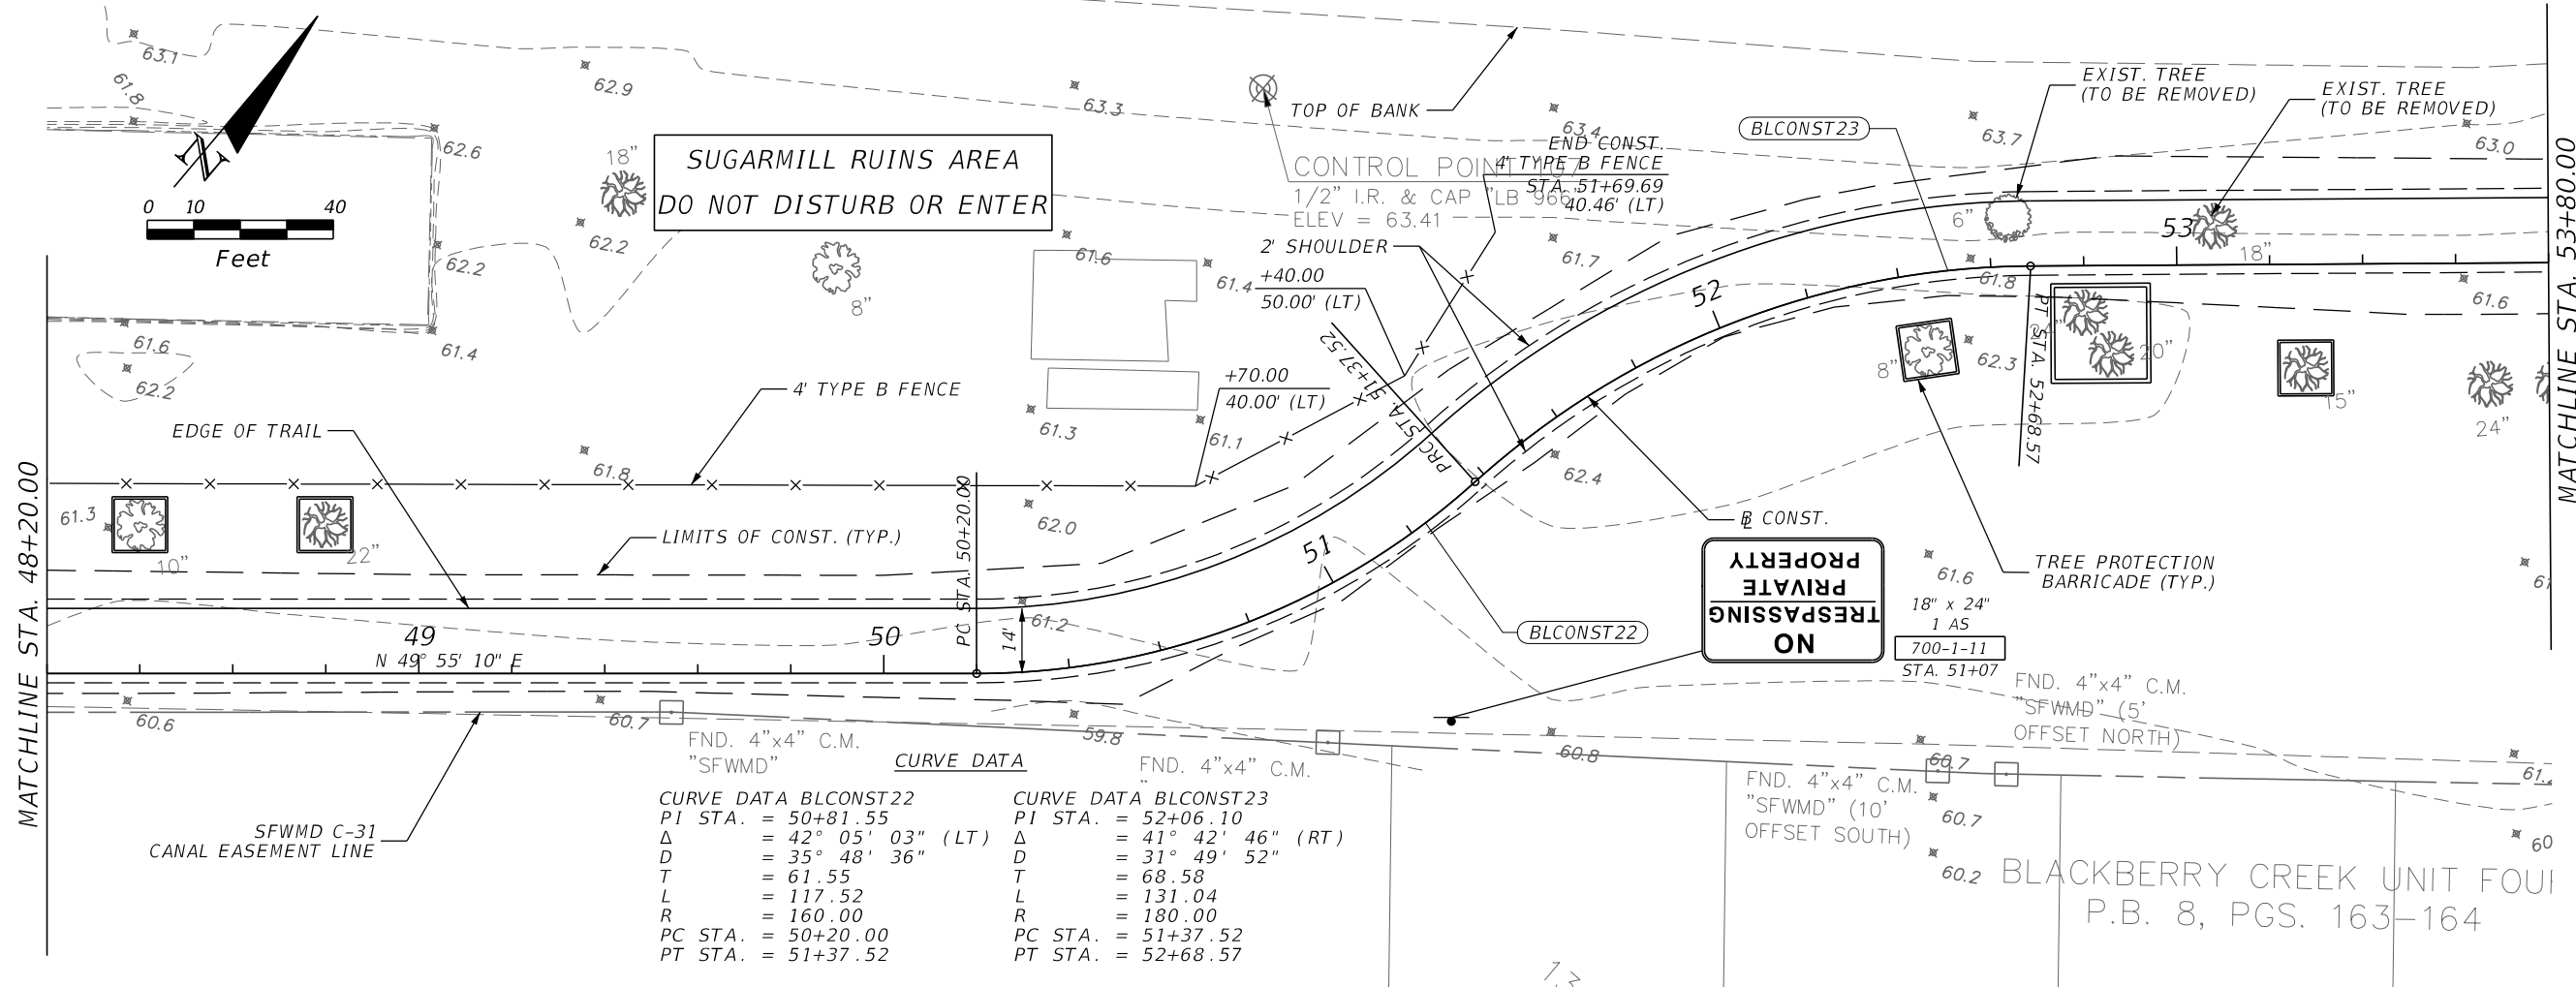 63.1
61.8
62.9
63.3
TOP OF BANK
EXIST. TREE
(TO BE REMOVED)
EXIST. TREE
(TO BE REMOVED)
N
62.6
18"
SUGARMILL RUINS AREA
DO NOT DISTURB OR ENTER
CONTROL POINT
1/2" I.R. & CAP "LB 966"
ELEV = 63.41
63.4
END CONST.
4' TYPE B FENCE
STA. 51+69.69
40.46' (LT)
BLCONST23
63.7
63.0
MATCHLINE STA. 53+80.00
0 10 40
Feet
62.2
62.2
8"
61.6
61.4
2' SHOULDER
61.7
6"
53
18"
+40.00
50.00' (LT)
52
61.8
61.6
61.6
62.2
61.4
PRC STA. 51+37.52
PT STA. 52+68.57
24"
20"
8"
62.3
15"
24"
4' TYPE B FENCE
+70.00
40.00' (LT)
61.3
61.1
EDGE OF TRAIL
61.8
62.4
MATCHLINE STA. 48+20.00
61.3
10"
22"
62.0
LIMITS OF CONST. (TYP.)
PC STA. 50+20.00
51
BL CONST.
NO
TRESPASSING
PRIVATE
PROPERTY
61.6
TREE PROTECTION
BARRICADE (TYP.)
18" x 24"
1 AS
700-1-11
STA. 51+07
49
50
N 49° 55' 10" E
14'
61.2
BLCONST22
60.6
60.7
59.8
60.8
FND. 4"x4" C.M.
"SFWMD" (5'
OFFSET NORTH)
FND. 4"x4" C.M.
"SFWMD"
FND. 4"x4" C.M.
"
60.7
FND. 4"x4" C.M.
"SFWMD" (10'
OFFSET SOUTH)
60.7
60.2
SFWMD C-31
CANAL EASEMENT LINE
CURVE DATA
CURVE DATA BLCONST22
PI STA. = 50+81.55
Δ = 42° 05' 03" (LT)
D = 35° 48' 36"
T = 61.55
L = 117.52
R = 160.00
PC STA. = 50+20.00
PT STA. = 51+37.52
CURVE DATA BLCONST23
PI STA. = 52+06.10
Δ = 41° 42' 46" (RT)
D = 31° 49' 52"
T = 68.58
L = 131.04
R = 180.00
PC STA. = 51+37.52
PT STA. = 52+68.57
BLACKBERRY CREEK UNIT FOUR
P.B. 8, PGS. 163-164